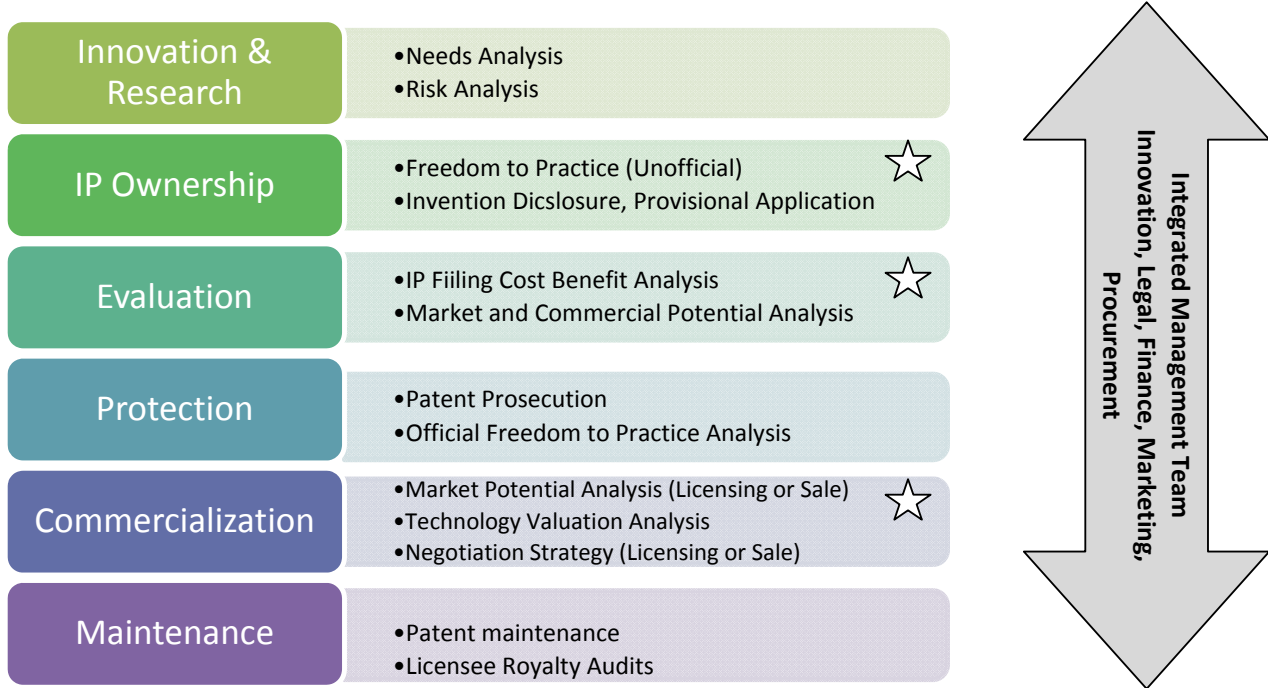 Innovation &
Research
•Needs Analysis
•Risk Analysis
IP Ownership
•Freedom to Practice (Unofficial)
•Invention Dicslosure, Provisional Application
Evaluation
•IP Fiiling Cost Benefit Analysis
•Market and Commercial Potential Analysis
Protection
•Patent Prosecution
•Official Freedom to Practice Analysis
Commercialization
•Market Potential Analysis (Licensing or Sale)
•Technology Valuation Analysis
•Negotiation Strategy (Licensing or Sale)
Maintenance
•Patent maintenance
•Licensee Royalty Audits
Integrated Management Team
Innovation, Legal, Finance, Marketing,
Procurement